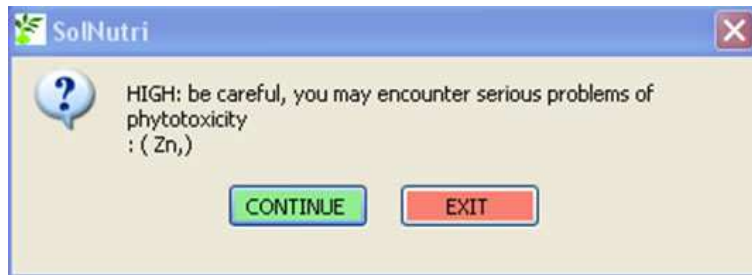 SolNutri
HIGH: be careful, you may encounter serious problems of
phytotoxicity
: ( Zn,)
CONTINUE EXIT